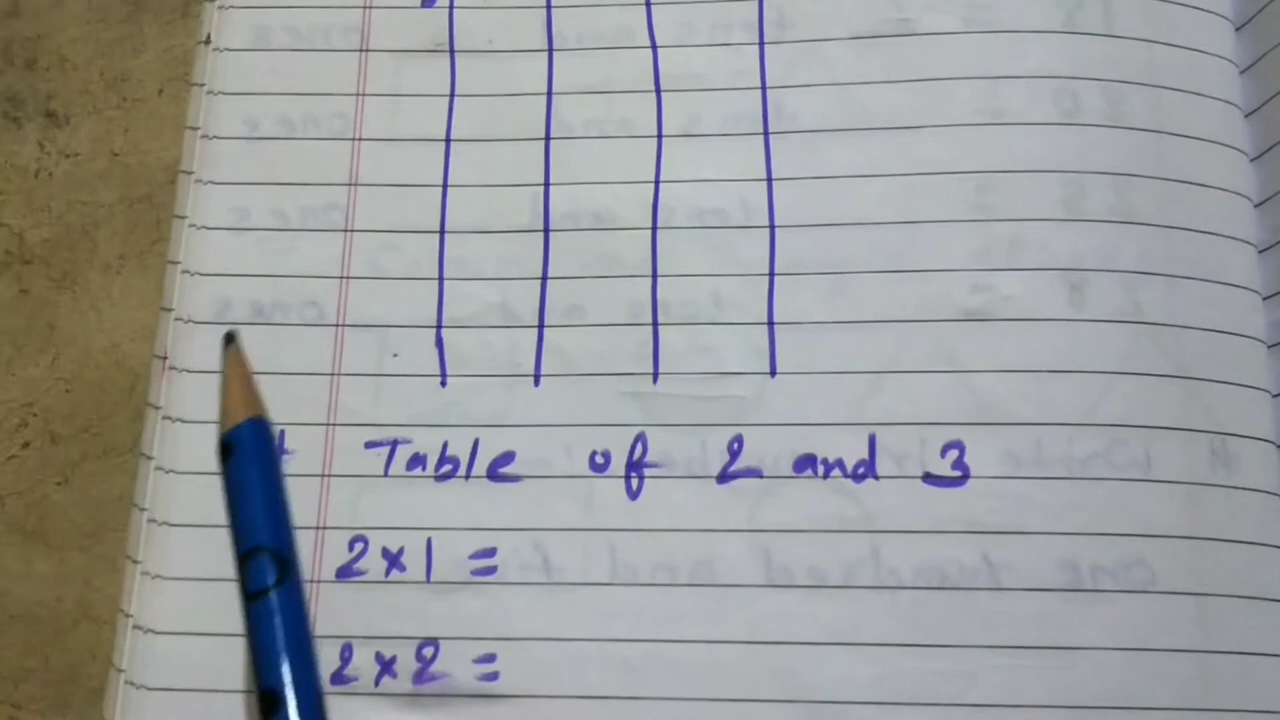 Table of 2 and 3
2×1 =
2×2 =